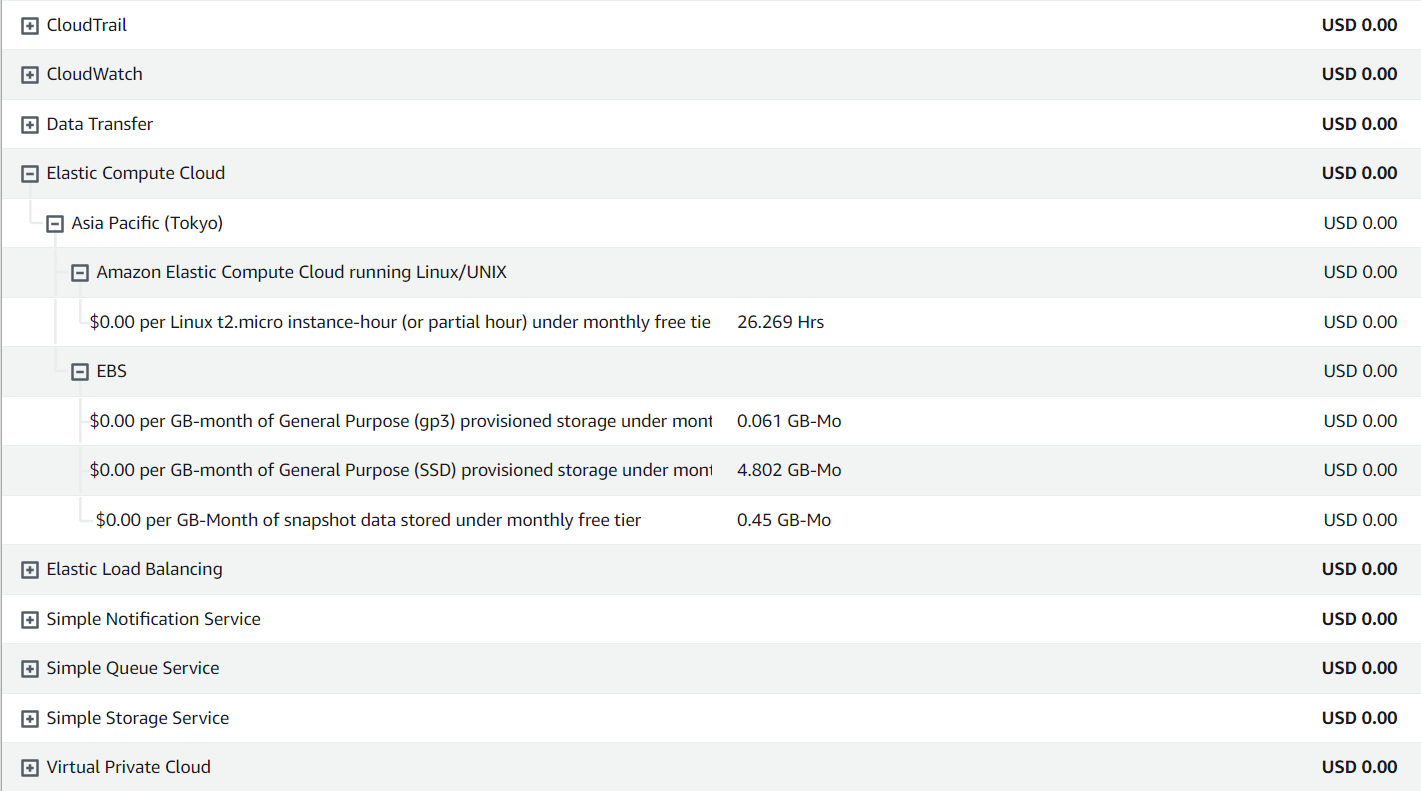 CloudTrail USD 0.00
CloudWatch USD 0.00
Data Transfer USD 0.00
Elastic Compute Cloud USD 0.00
Asia Pacific (Tokyo) USD 0.00
Amazon Elastic Compute Cloud running Linux/UNIX USD 0.00
$0.00 per Linux t2.micro instance-hour (or partial hour) under monthly free tie 26.269 Hrs USD 0.00
EBS USD 0.00
$0.00 per GB-month of General Purpose (gp3) provisioned storage under mont 0.061 GB-Mo USD 0.00
$0.00 per GB-month of General Purpose (SSD) provisioned storage under mont 4.802 GB-Mo USD 0.00
$0.00 per GB-Month of snapshot data stored under monthly free tier 0.45 GB-Mo USD 0.00
Elastic Load Balancing USD 0.00
Simple Notification Service USD 0.00
Simple Queue Service USD 0.00
Simple Storage Service USD 0.00
Virtual Private Cloud USD 0.00